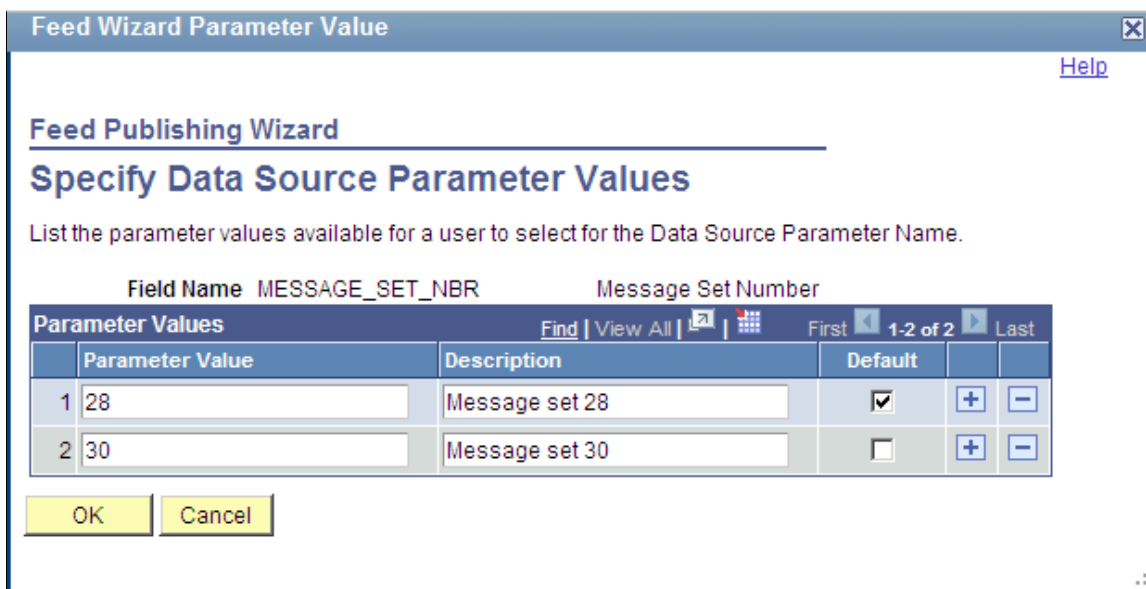 Feed Wizard Parameter Value
Help
Feed Publishing Wizard
Specify Data Source Parameter Values
List the parameter values available for a user to select for the Data Source Parameter Name.
Field Name MESSAGE_SET_NBR Message Set Number
Parameter Values Find | View All | | First 1-2 of 2 Last
Parameter Value Description Default
1 28 Message set 28
2 30 Message set 30
OK Cancel